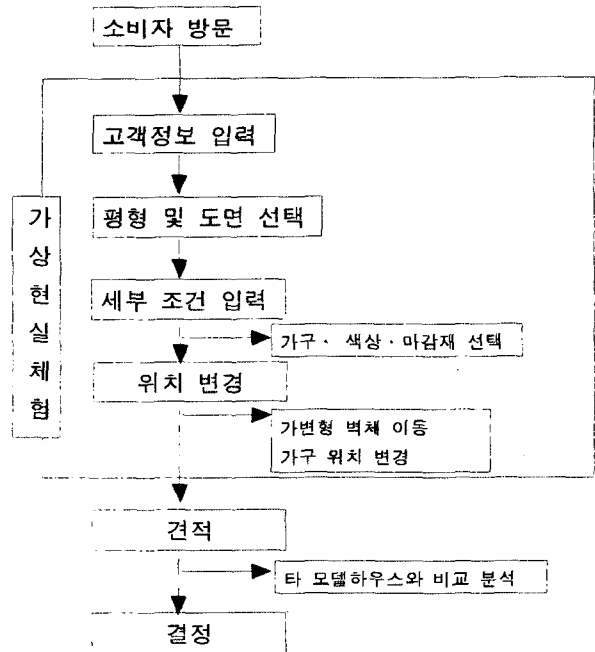 소비자 방문
고객정보 입력
평형 및 도면 선택
가상현실체험
세부 조건 입력
가구· 색상·마감재 선택
위치 변경
가변형 벽체 이동
가구 위치 변경
견적
타 모델하우스와 비교 분석
결정